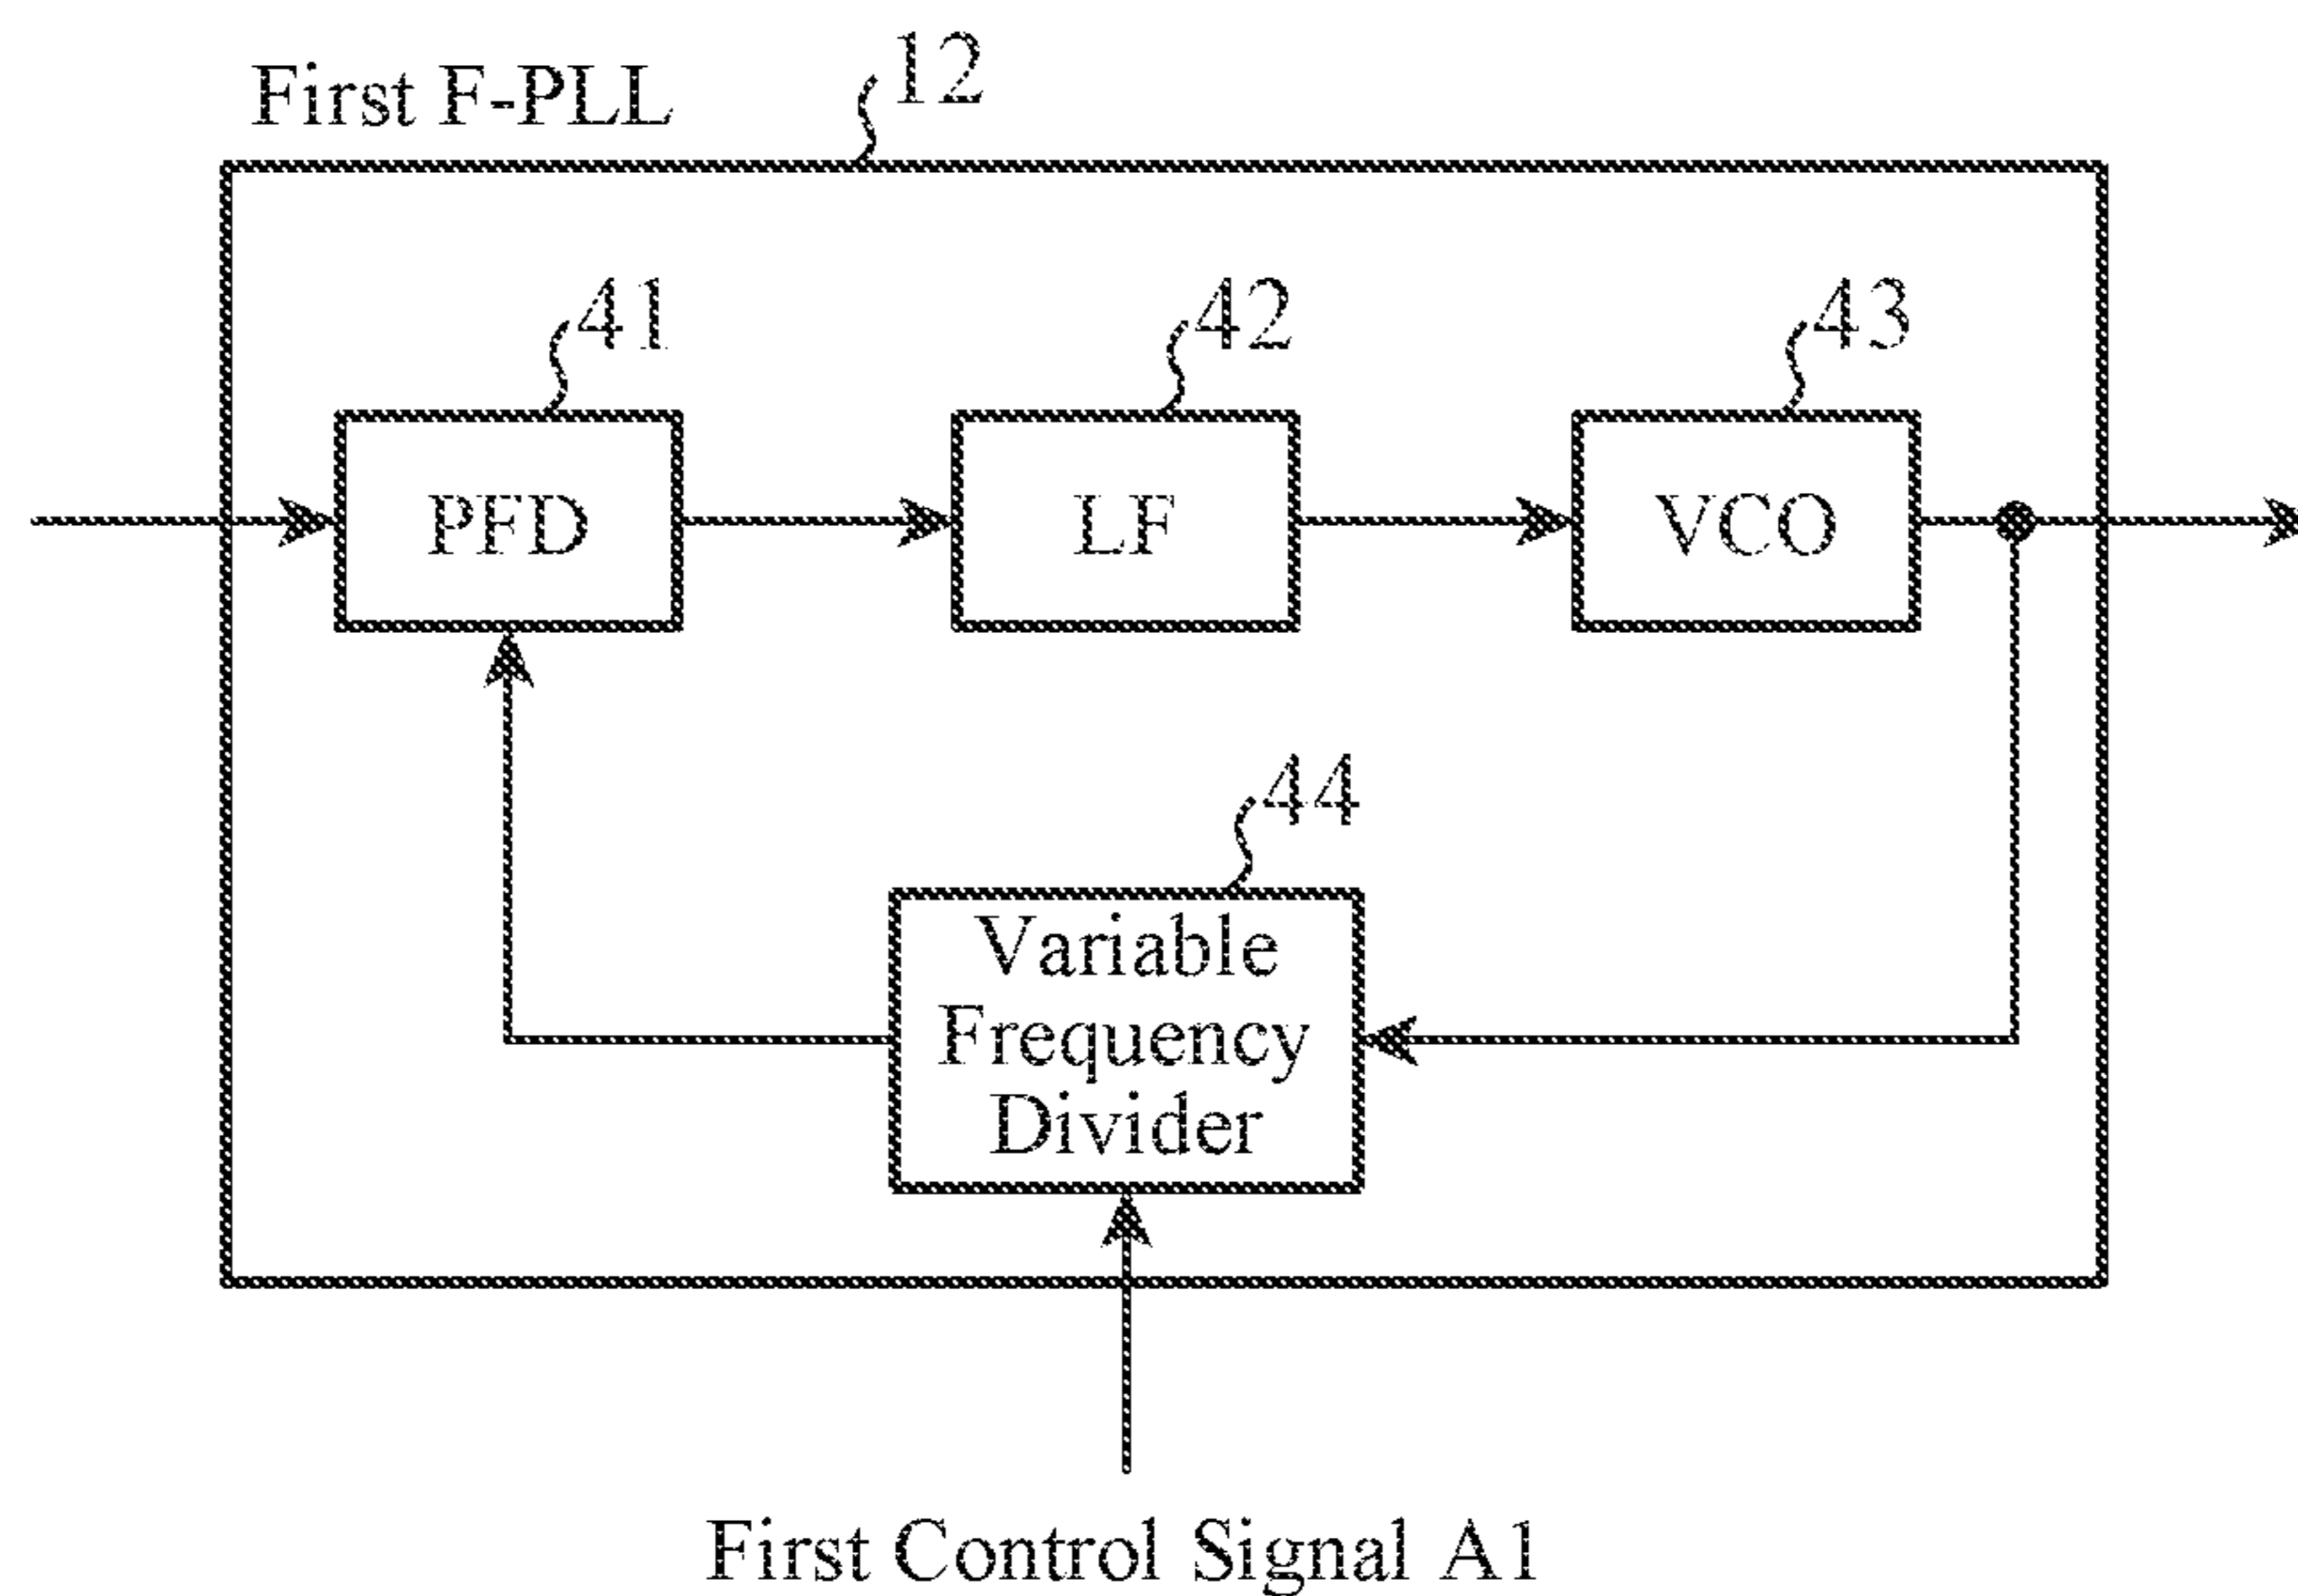 First F-PLL
12
41
42
43
PFD
LF
VCO
44
Variable
Frequency
Divider
First Control Signal A1